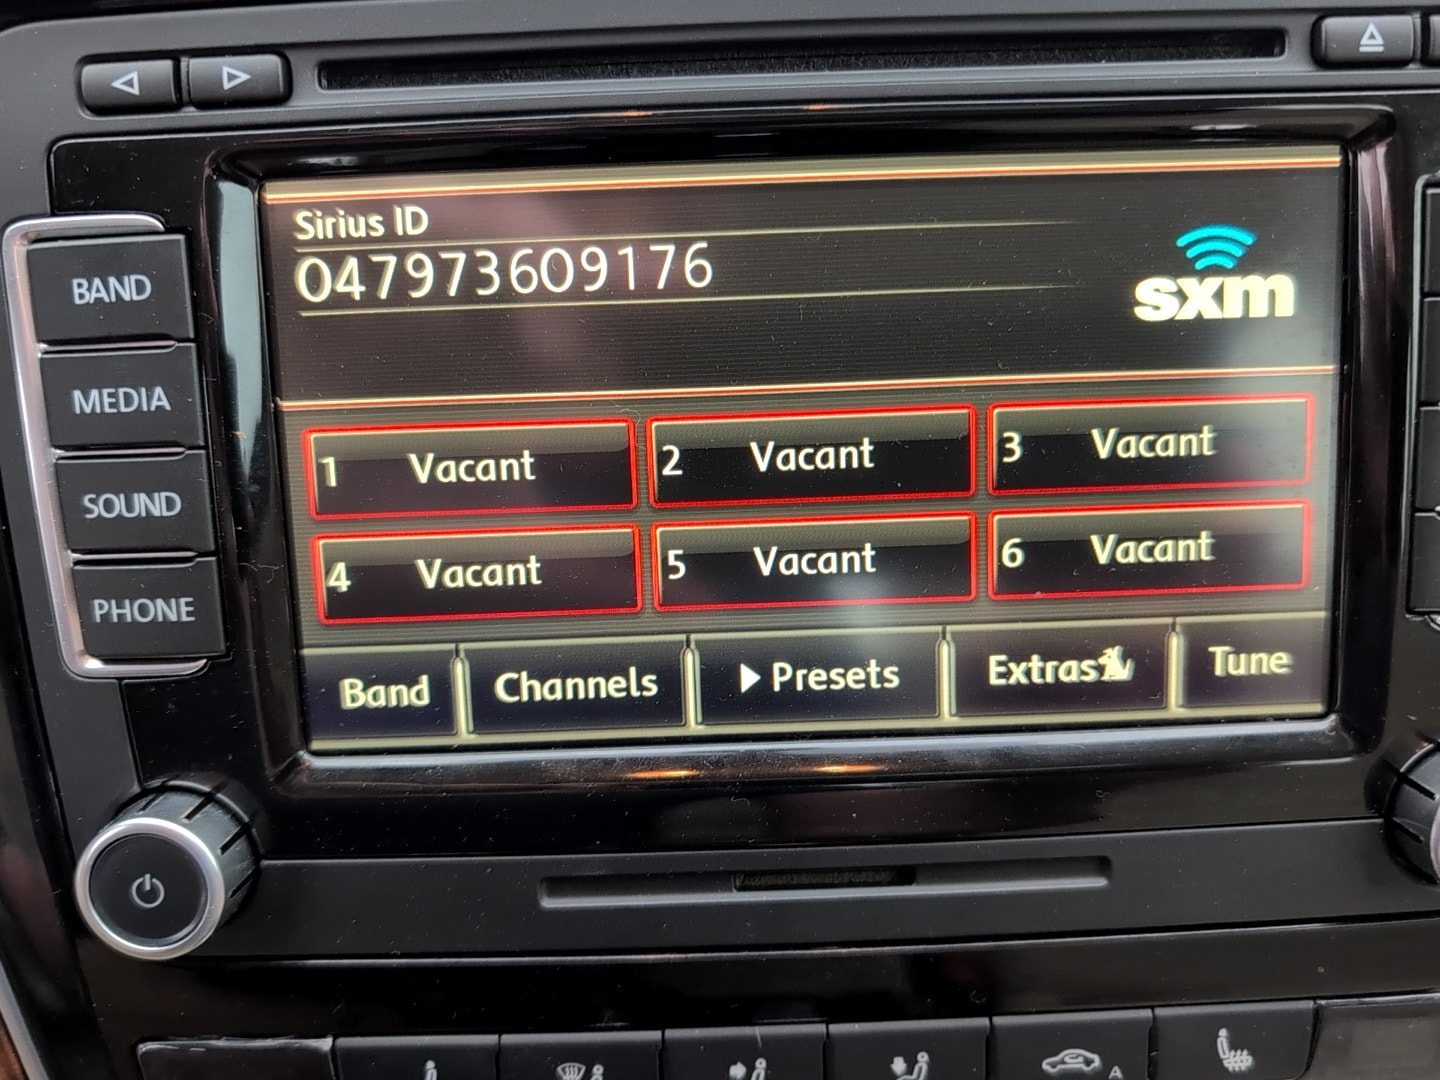 Sirius ID
047973609176
sxm
BAND
MEDIA
SOUND
PHONE
1 Vacant
2 Vacant
3 Vacant
4 Vacant
5 Vacant
6 Vacant
Band
Channels
Presets
Extras
Tune
A